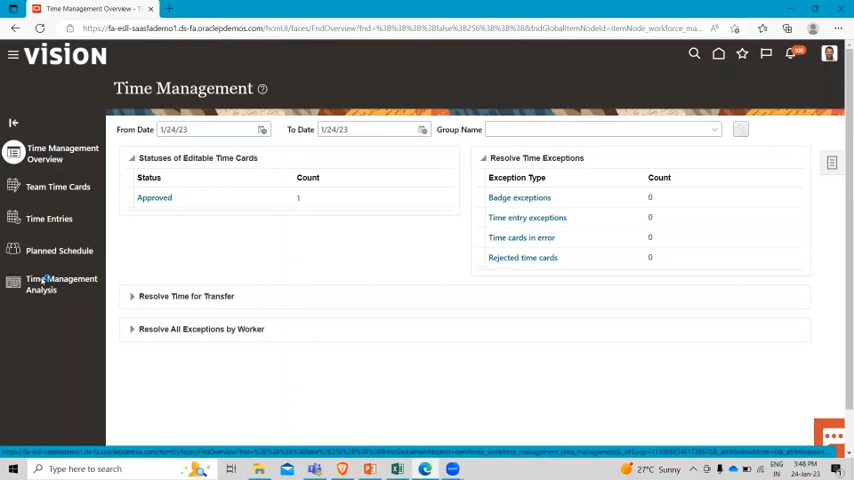 Time Management Overview - Ti
https://fa-esll-saasfademo1.ds-fa.oraclepdemos.com/hcmUI/faces/FndOverview?fnd=%3B%3B%3B%3Bfalse%3B256%3B%3B%3B&fndGlobalItemNodeId=itemNode_workforce_ma...
VISION
Time Management
From Date 1/24/23 To Date 1/24/23 Group Name
Time Management
Overview
Team Time Cards
Time Entries
Planned Schedule
Time Management
Analysis
Statuses of Editable Time Cards
Status Count
Approved 1
Resolve Time Exceptions
Exception Type Count
Badge exceptions 0
Time entry exceptions 0
Time cards in error 0
Rejected time cards 0
Resolve Time for Transfer
Resolve All Exceptions by Worker
Type here to search
27°C Sunny
ENG
IN
3:48 PM
24-Jan-23